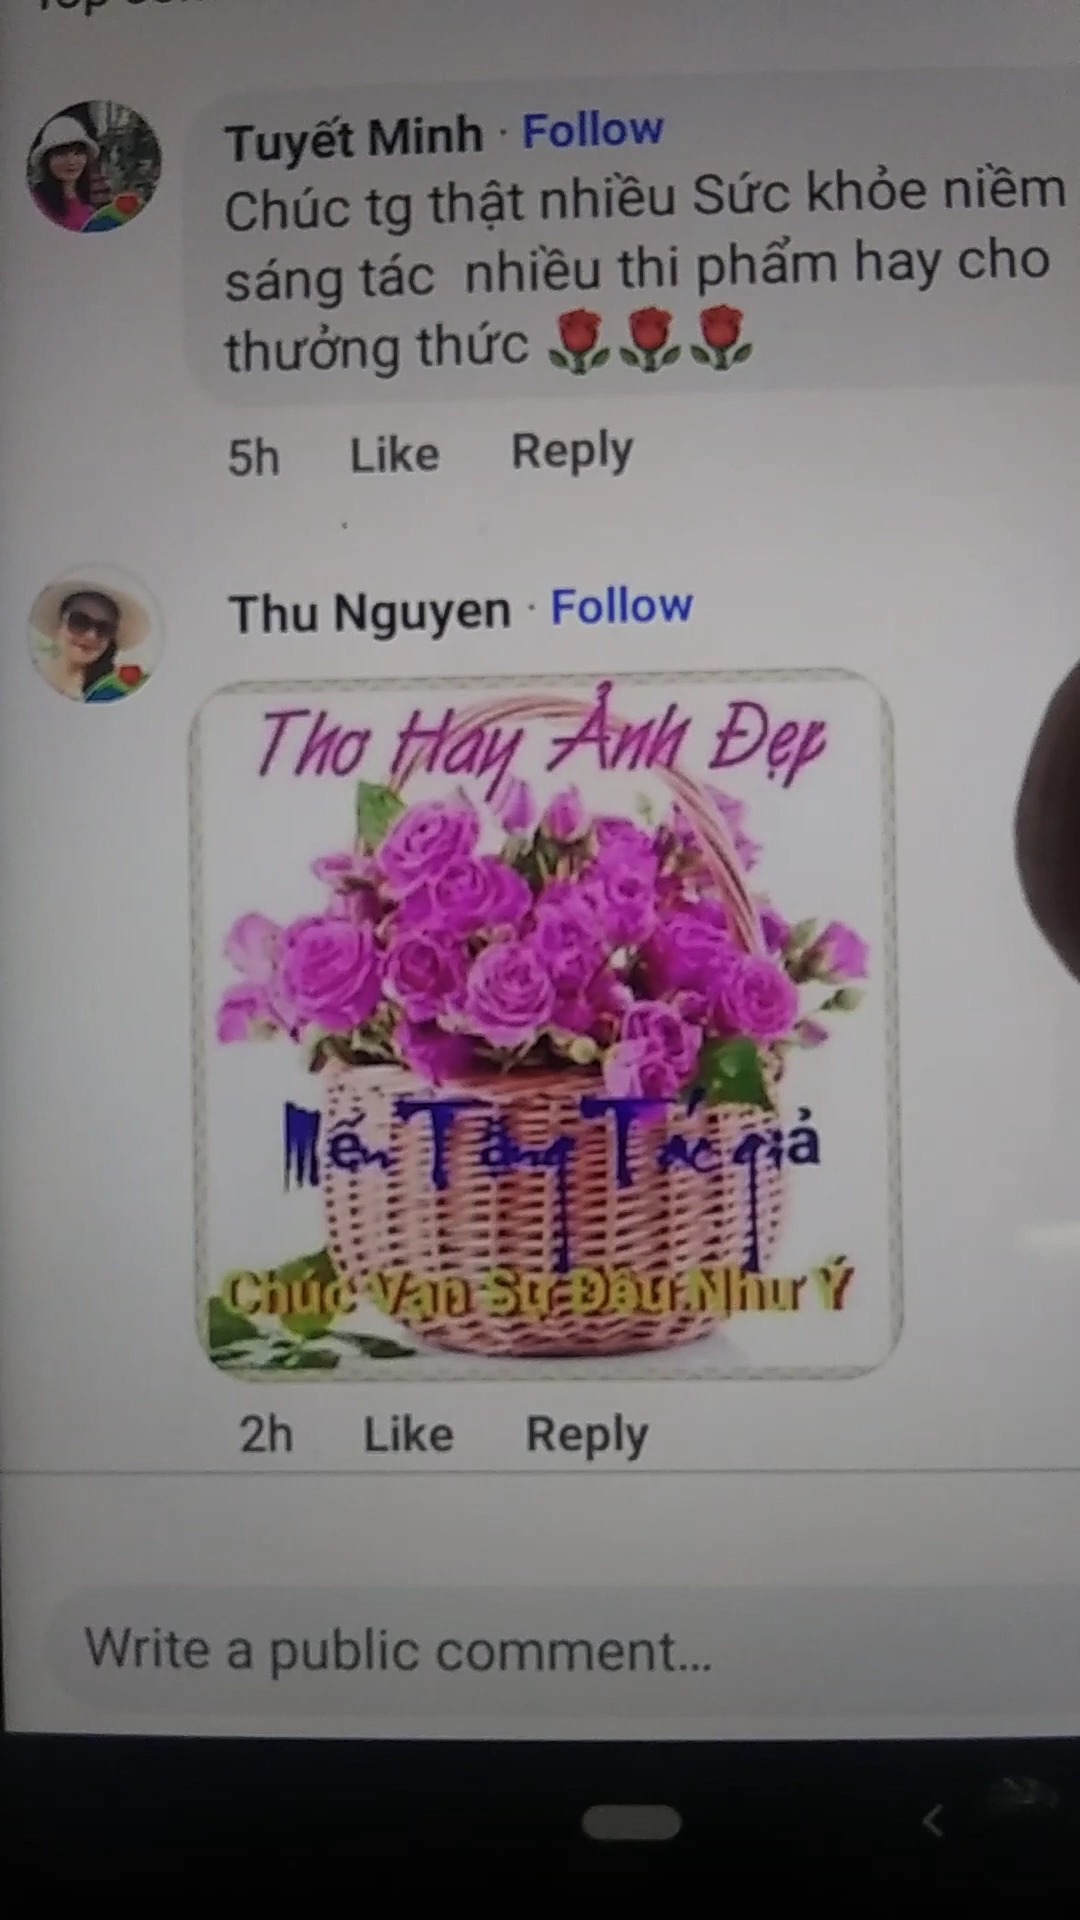 Tuyết Minh · Follow
Chúc tg thật nhiều Sức khỏe niềm
sáng tác nhiều thi phẩm hay cho
thưởng thức 🌹🌹🌹
5h Like Reply
Thu Nguyen · Follow
Thơ Hay Ảnh Đẹp
Mến Tặng Tác giả
Chúc Vạn Sự Đều Như Ý
2h Like Reply
Write a public comment...